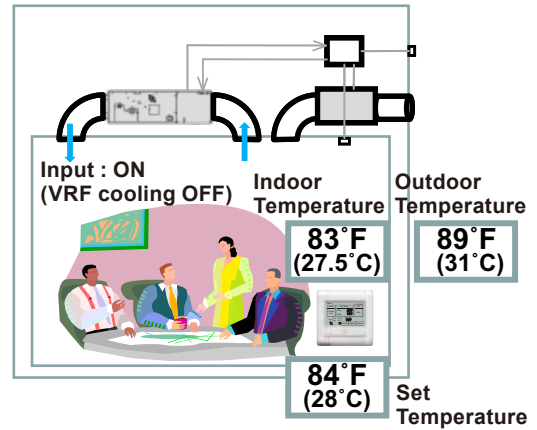 Input : ON
(VRF cooling OFF)
Indoor
Temperature
Outdoor
Temperature
83˚F
(27.5˚C)
89˚F
(31˚C)
84˚F
(28˚C)
Set
Temperature